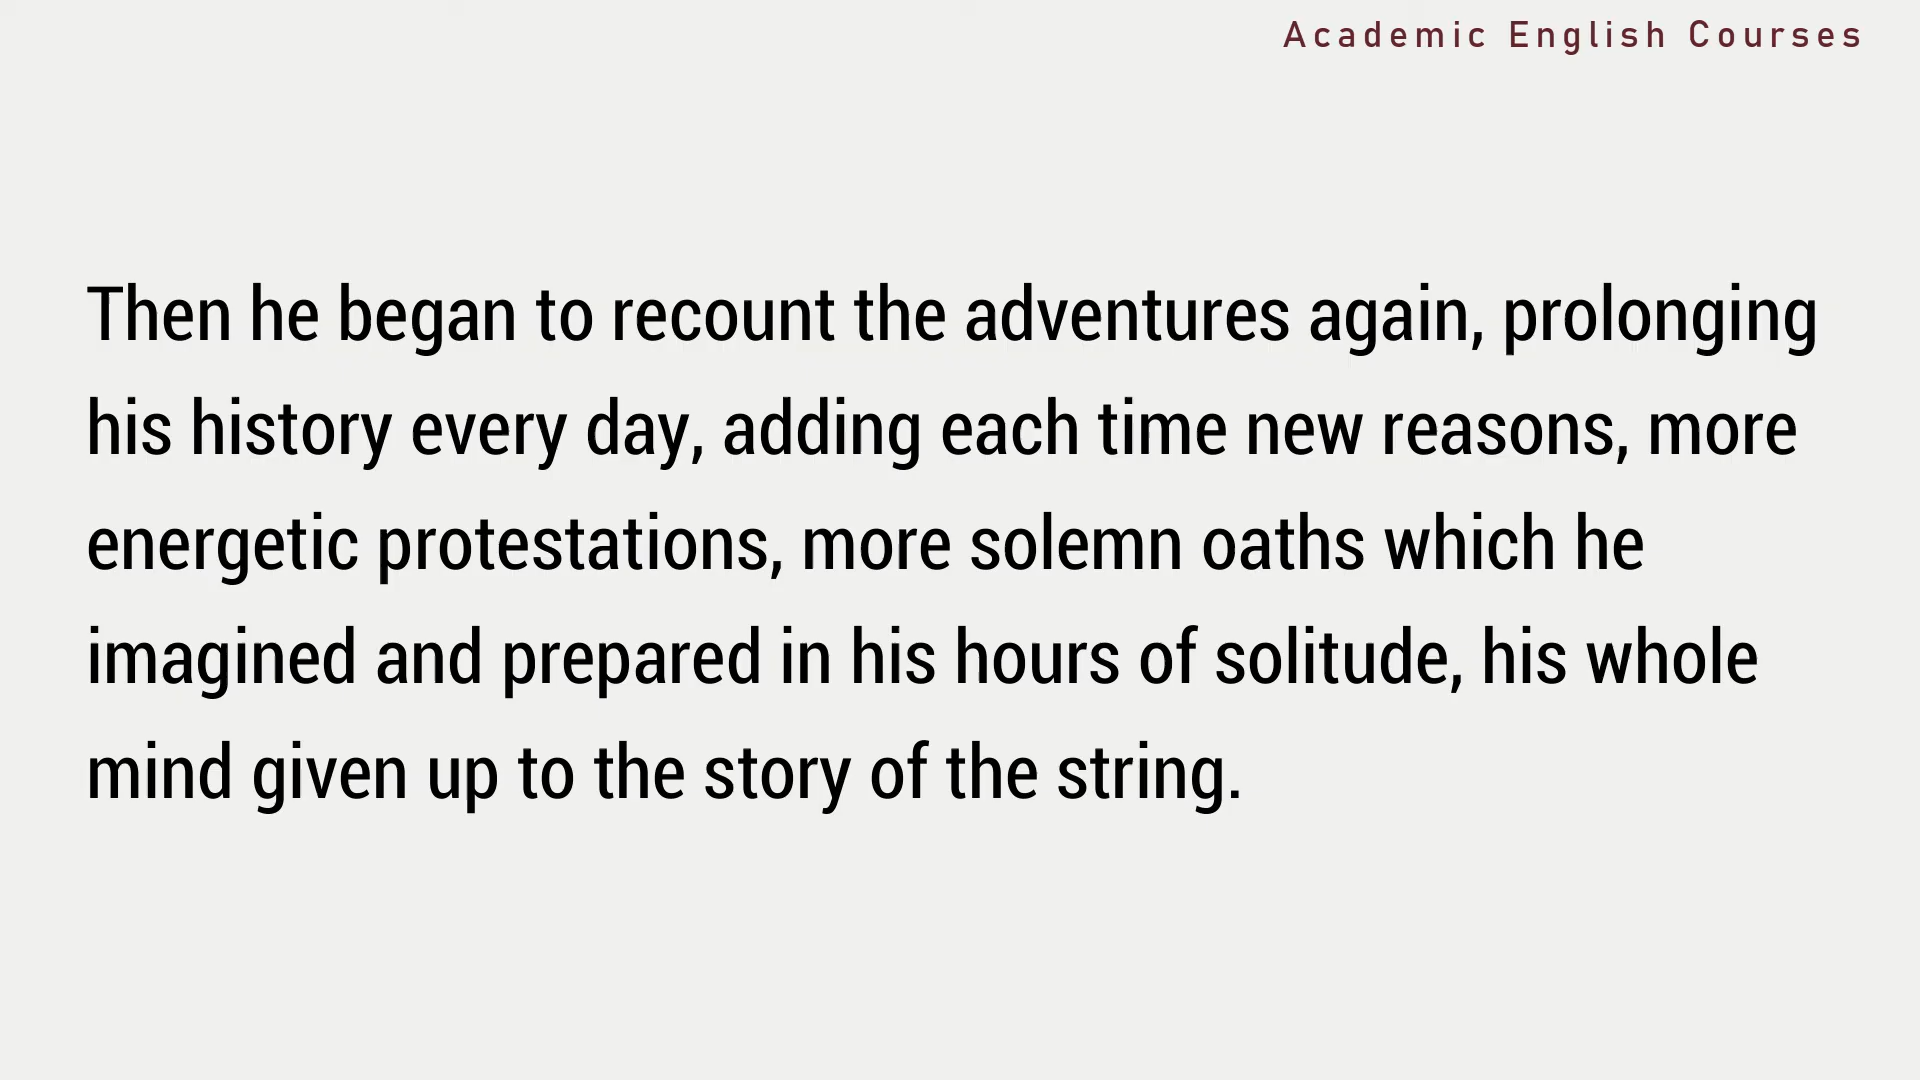 Academic English Courses
Then he began to recount the adventures again, prolonging
his history every day, adding each time new reasons, more
energetic protestations, more solemn oaths which he
imagined and prepared in his hours of solitude, his whole
mind given up to the story of the string.